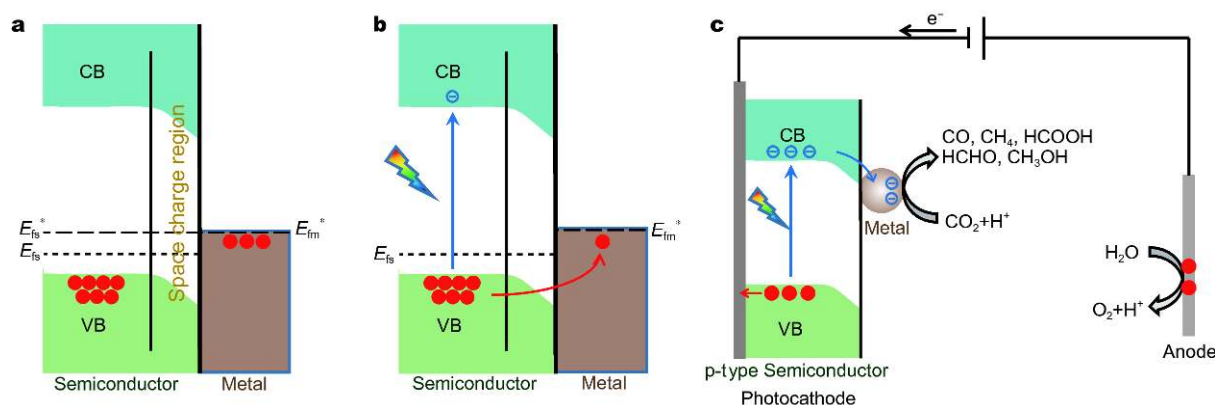 a
CB
Space charge region
E_fs*
E_fm*
E_fs
VB
Semiconductor
Metal
b
CB
⊖
E_fm*
E_fs
VB
Semiconductor
Metal
c
e⁻
CB
⊖ ⊖ ⊖
⊖
⊖
Metal
CO, CH₄, HCOOH
HCHO, CH₃OH
CO₂+H⁺
VB
p-type Semiconductor
Photocathode
H₂O
O₂+H⁺
Anode